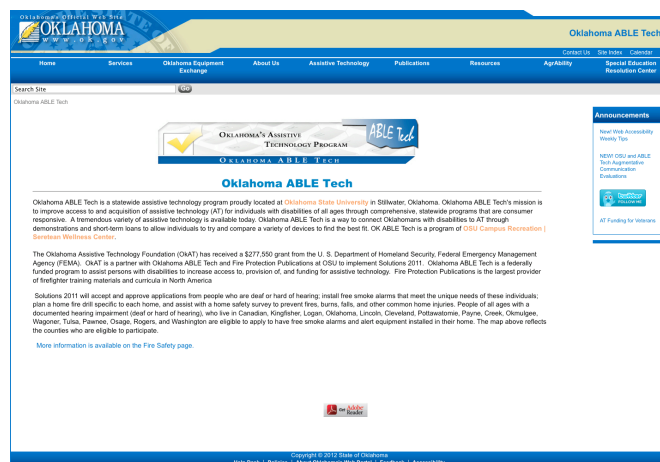 Oklahoma's Official Web Site
OKLAHOMA
www.ok.gov
Oklahoma ABLE Tech
Contact Us Site Index Calendar
Home Services Oklahoma Equipment Exchange About Us Assistive Technology Publications Resources AgrAbility Special Education Resolution Center
Search Site Go
Oklahoma ABLE Tech
Oklahoma's Assistive
Technology Program
ABLE Tech
Oklahoma ABLE Tech
Oklahoma ABLE Tech
Oklahoma ABLE Tech is a statewide assistive technology program proudly located at Oklahoma State University in Stillwater, Oklahoma. Oklahoma ABLE Tech's mission is
to improve access to and acquisition of assistive technology (AT) for individuals with disabilities of all ages through comprehensive, statewide programs that are consumer
responsive. A tremendous variety of assistive technology is available today. Oklahoma ABLE Tech is a way to connect Oklahomans with disabilities to AT through
demonstrations and short-term loans to allow individuals to try and compare a variety of devices to find the best fit. OK ABLE Tech is a program of OSU Campus Recreation |
Seretean Wellness Center.
The Oklahoma Assistive Technology Foundation (OkAT) has received a $277,550 grant from the U. S. Department of Homeland Security, Federal Emergency Management
Agency (FEMA). OkAT is a partner with Oklahoma ABLE Tech and Fire Protection Publications at OSU to implement Solutions 2011. Oklahoma ABLE Tech is a federally
funded program to assist persons with disabilities to increase access to, provision of, and funding for assistive technology. Fire Protection Publications is the largest provider
of firefighter training materials and curricula in North America
Solutions 2011 will accept and approve applications from people who are deaf or hard of hearing; install free smoke alarms that meet the unique needs of these individuals;
plan a home fire drill specific to each home, and assist with a home safety survey to prevent fires, burns, falls, and other common home injuries. People of all ages with a
documented hearing impairment (deaf or hard of hearing), who live in Canadian, Kingfisher, Logan, Oklahoma, Lincoln, Cleveland, Pottawatomie, Payne, Creek, Okmulgee,
Wagoner, Tulsa, Pawnee, Osage, Rogers, and Washington are eligible to apply to have free smoke alarms and alert equipment installed in their home. The map above reflects
the counties who are eligible to participate.
More information is available on the Fire Safety page.
Announcements
New! Web Accessibility
Weekly Tips
NEW! OSU and ABLE
Tech Augmentative
Communication
Evaluations
twitter
FOLLOW ME
AT Funding for Veterans
Get Adobe
Reader
Copyright © 2012 State of Oklahoma
Help Desk | Policies | About Oklahoma's Web Portal | Feedback | Accessibility